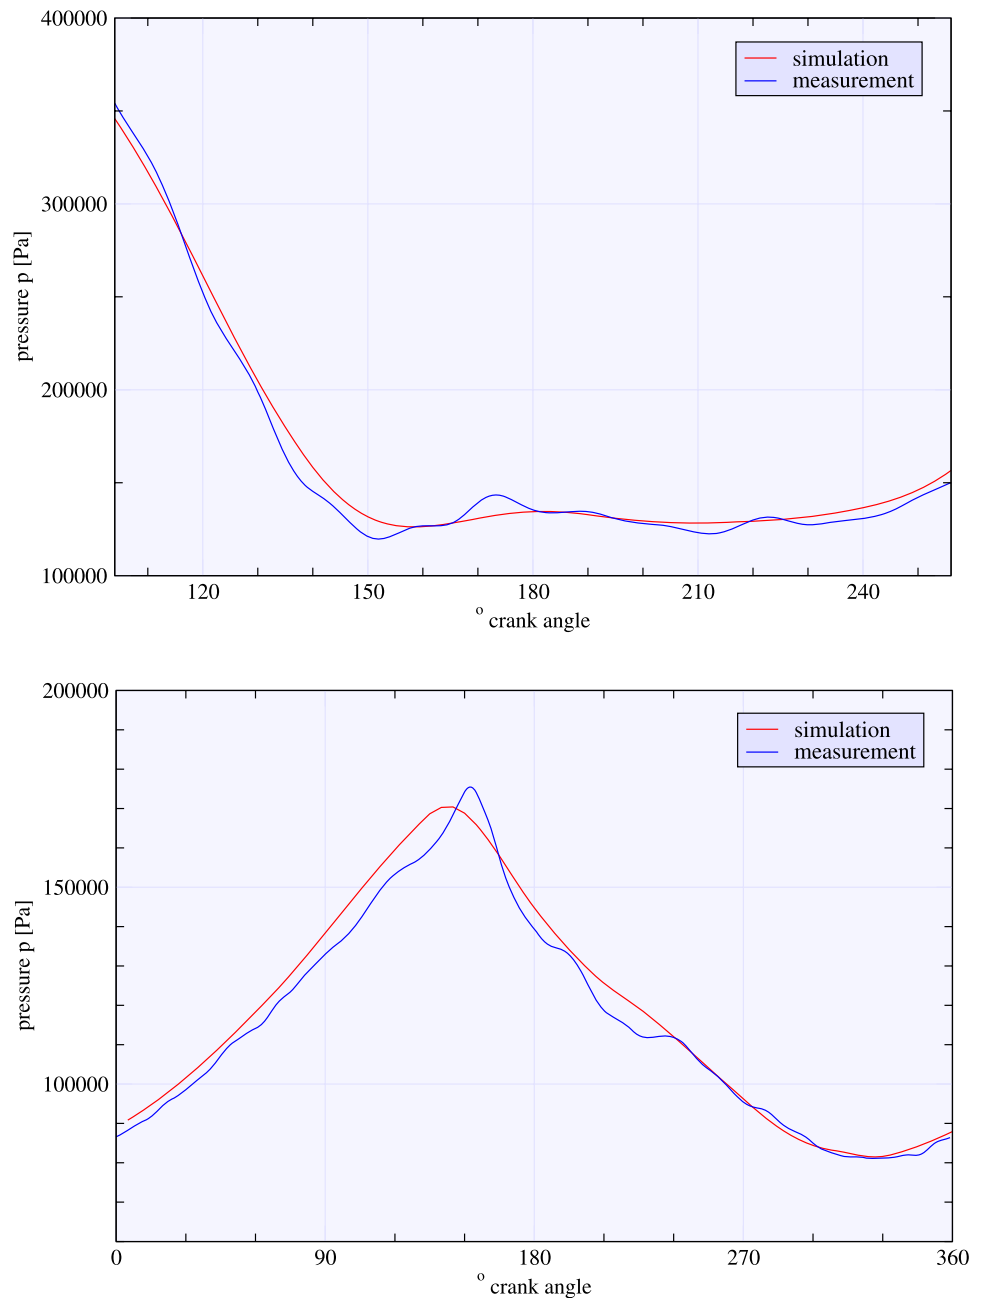 400000
simulation
measurement
300000
pressure p [Pa]
200000
100000
120 150 180 210 240
o crank angle
200000
simulation
measurement
150000
pressure p [Pa]
100000
0 90 180 270 360
o crank angle